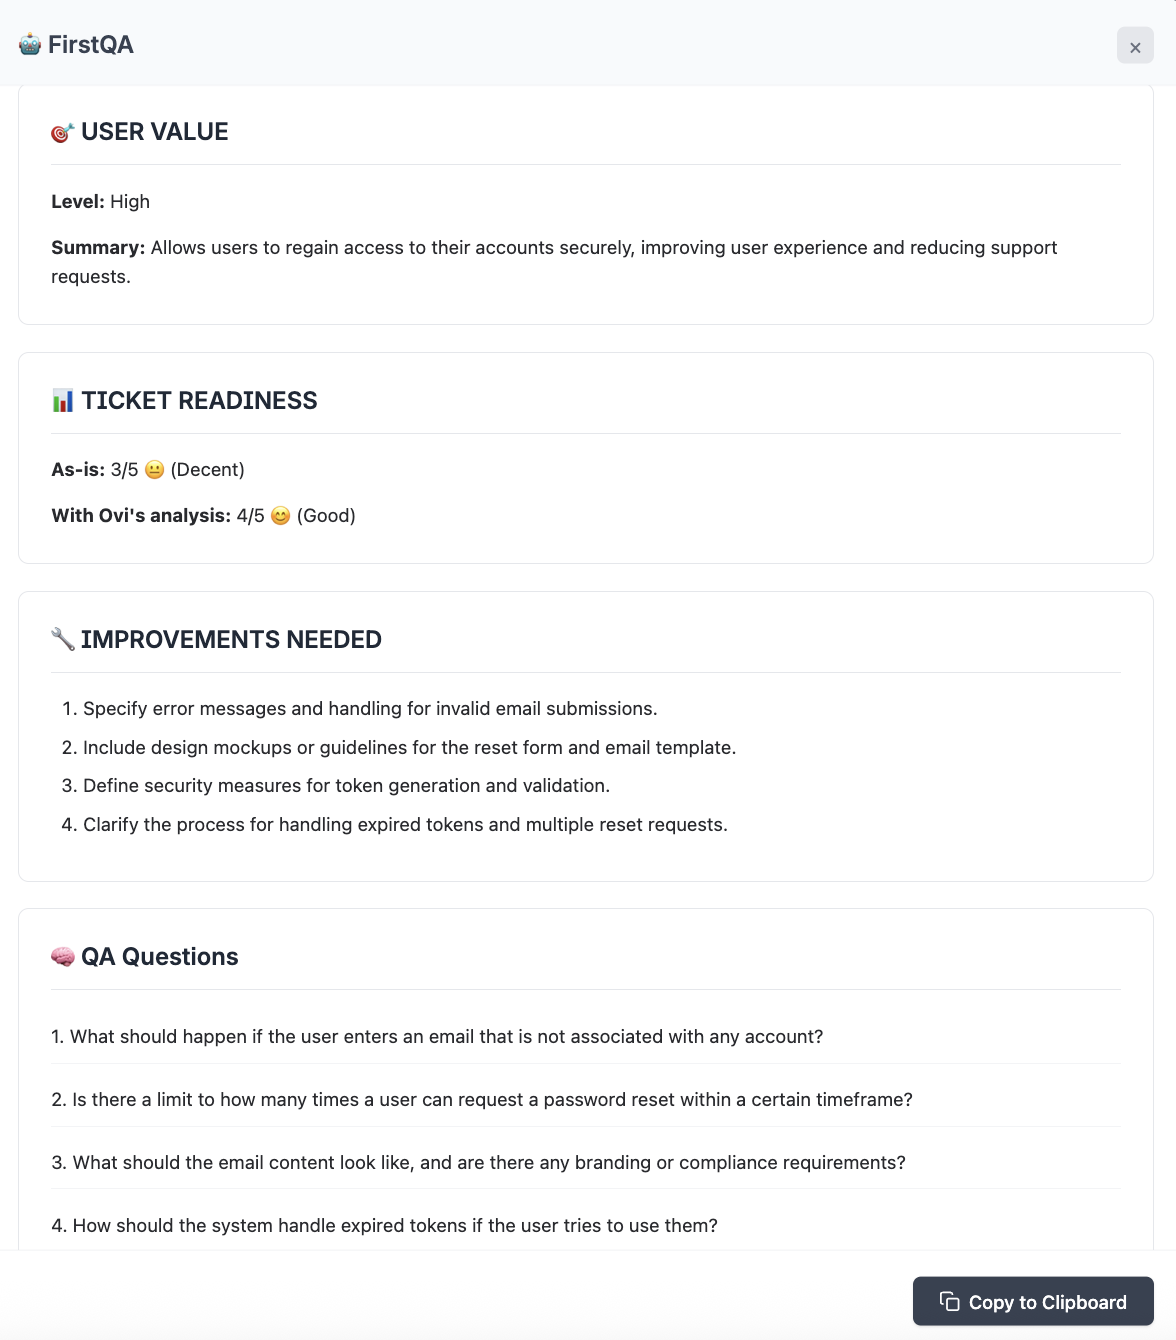 🤖 FirstQA
×
🎯 USER VALUE
Level: High
Summary: Allows users to regain access to their accounts securely, improving user experience and reducing support
requests.
📊 TICKET READINESS
As-is: 3/5 😐 (Decent)
With Ovi's analysis: 4/5 😊 (Good)
🔧 IMPROVEMENTS NEEDED
1. Specify error messages and handling for invalid email submissions.
2. Include design mockups or guidelines for the reset form and email template.
3. Define security measures for token generation and validation.
4. Clarify the process for handling expired tokens and multiple reset requests.
🧠 QA Questions
1. What should happen if the user enters an email that is not associated with any account?
2. Is there a limit to how many times a user can request a password reset within a certain timeframe?
3. What should the email content look like, and are there any branding or compliance requirements?
4. How should the system handle expired tokens if the user tries to use them?
Copy to Clipboard